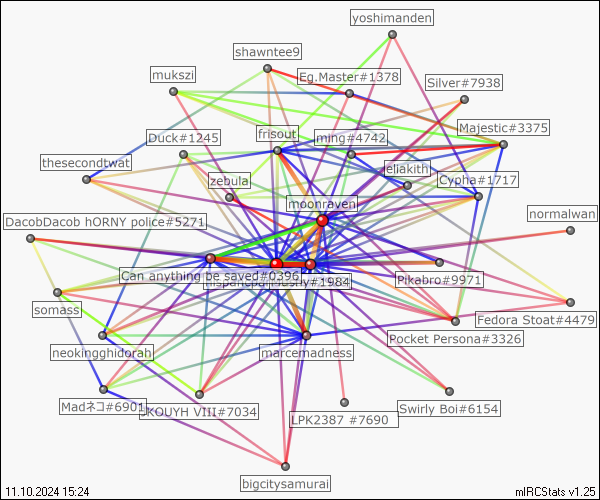 yoshimanden
shawntee9
mukszi
Eg.Master#1378
Silver#7938
Duck#1245
frisout
ming#4742
Majestic#3375
thesecondtwat
eliakith
zebula
Cypha#1717
moonraven
DacobDacob hORNY police#5271
normalwan
Can anything be saved#0396
#1984
Pikabro#9971
somass
Fedora Stoat#4479
Pocket Persona#3326
neokingghidorah
marcemadness
Madネコ#6901
KOUYH VIII#7034
LPK2387 #7690
Swirly Boi#6154
bigcitysamurai
11.10.2024 15:24
mIRCStats v1.25